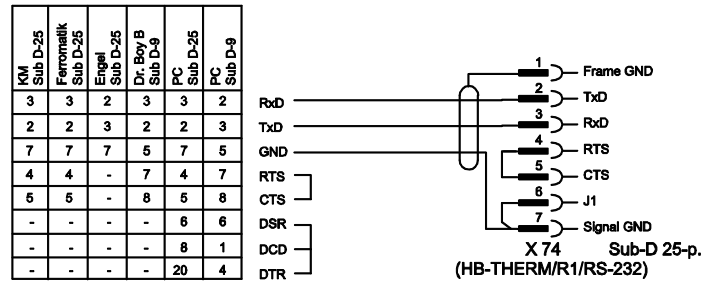 KM Sub D-25
Ferromatik Sub D-25
Engel Sub D-25
Dr. Boy B Sub D-9
PC Sub D-25
PC Sub D-9
3 3 2 3 3 2 RxD
2 2 3 2 2 3 TxD
7 7 7 5 7 5 GND
4 4 - 7 4 7 RTS
5 5 - 8 5 8 CTS
- - - - 6 6 DSR
- - - - 8 1 DCD
- - - - 20 4 DTR
1 Frame GND
2 TxD
3 RxD
4 RTS
5 CTS
6 J1
7 Signal GND
X 74 Sub-D 25-p.
(HB-THERM/R1/RS-232)